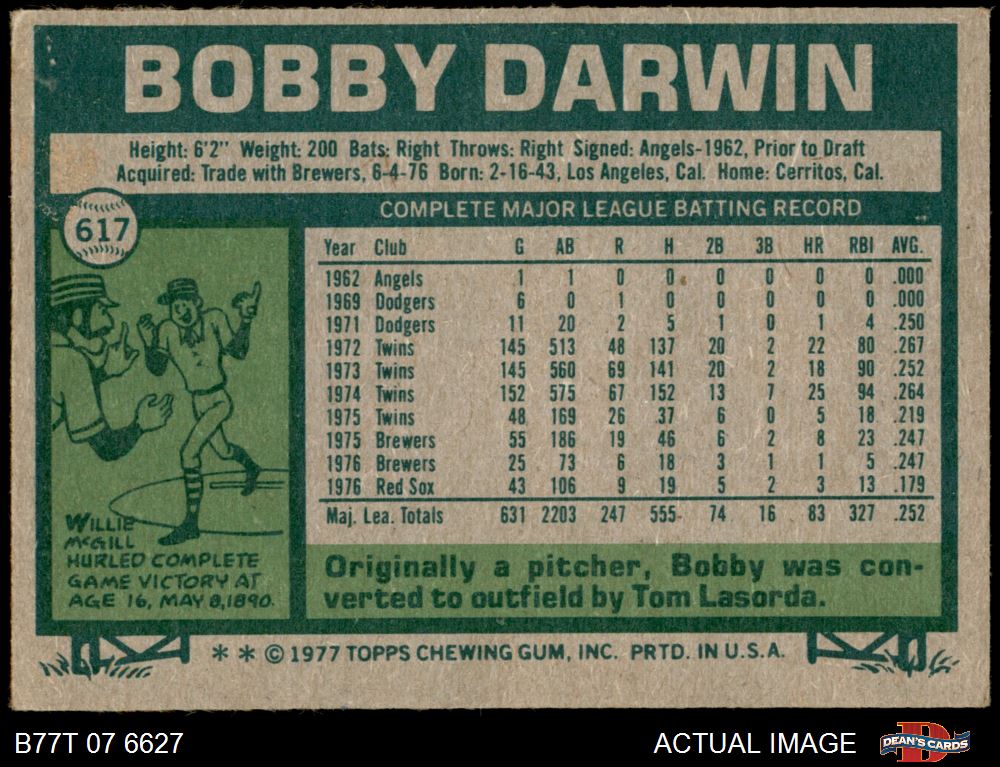 BOBBY DARWIN
Height: 6'2" Weight: 200 Bats: Right Throws: Right Signed: Angels-1962, Prior to Draft
Acquired: Trade with Brewers, 6-4-76 Born: 2-16-43, Los Angeles, Cal. Home: Cerritos, Cal.
617
COMPLETE MAJOR LEAGUE BATTING RECORD
Year Club G AB R H 2B 3B HR RBI AVG.
1962 Angels 1 1 0 0 0 0 0 0 .000
1969 Dodgers 6 0 1 0 0 0 0 0 .000
1971 Dodgers 11 20 2 5 1 0 1 4 .250
1972 Twins 145 513 48 137 20 2 22 80 .267
1973 Twins 145 560 69 141 20 2 18 90 .252
1974 Twins 152 575 67 152 13 7 25 94 .264
1975 Twins 48 169 26 37 6 0 5 18 .219
1975 Brewers 55 186 19 46 6 2 8 23 .247
1976 Brewers 25 73 6 18 3 1 1 5 .247
1976 Red Sox 43 106 9 19 5 2 3 13 .179
Maj. Lea. Totals 631 2203 247 555 74 16 83 327 .252
WILLIE
McGILL
HURLED COMPLETE
GAME VICTORY AT
AGE 16, MAY 8, 1890.
Originally a pitcher, Bobby was con-
verted to outfield by Tom Lasorda.
* * © 1977 TOPPS CHEWING GUM, INC. PRTD. IN U.S.A.
B77T 07 6627
ACTUAL IMAGE
DEAN'S CARDS